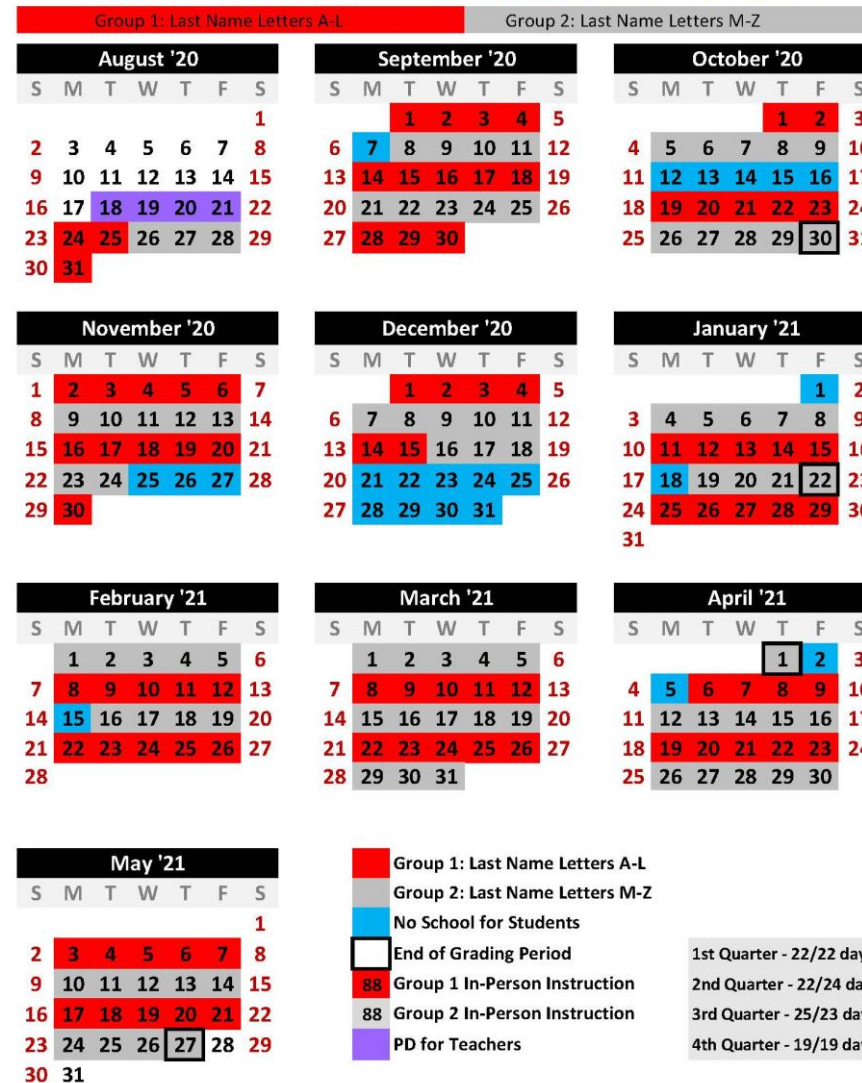 Group 1: Last Name Letters A-L
Group 2: Last Name Letters M-Z
August '20
S M T W T F S
1
2 3 4 5 6 7 8
9 10 11 12 13 14 15
16 17 18 19 20 21 22
23 24 25 26 27 28 29
30 31
September '20
S M T W T F S
1 2 3 4 5
6 7 8 9 10 11 12
13 14 15 16 17 18 19
20 21 22 23 24 25 26
27 28 29 30
October '20
S M T W T F S
1 2 3
4 5 6 7 8 9
11 12 13 14 15 16
18 19 20 21 22 23
25 26 27 28 29 30
November '20
S M T W T F S
1 2 3 4 5 6 7
8 9 10 11 12 13 14
15 16 17 18 19 20 21
22 23 24 25 26 27 28
29 30
December '20
S M T W T F S
1 2 3 4 5
6 7 8 9 10 11 12
13 14 15 16 17 18 19
20 21 22 23 24 25 26
27 28 29 30 31
January '21
S M T W T F S
1 2
3 4 5 6 7 8 9
10 11 12 13 14 15
17 18 19 20 21 22
24 25 26 27 28 29
31
February '21
S M T W T F S
1 2 3 4 5 6
7 8 9 10 11 12 13
14 15 16 17 18 19 20
21 22 23 24 25 26 27
28
March '21
S M T W T F S
1 2 3 4 5 6
7 8 9 10 11 12 13
14 15 16 17 18 19 20
21 22 23 24 25 26 27
28 29 30 31
April '21
S M T W T F S
1 2 3
4 5 6 7 8 9
11 12 13 14 15 16
18 19 20 21 22 23
25 26 27 28 29 30
May '21
S M T W T F S
1
2 3 4 5 6 7 8
9 10 11 12 13 14 15
16 17 18 19 20 21 22
23 24 25 26 27 28 29
30 31
Group 1: Last Name Letters A-L
Group 2: Last Name Letters M-Z
No School for Students
End of Grading Period
88 Group 1 In-Person Instruction
88 Group 2 In-Person Instruction
PD for Teachers
1st Quarter - 22/22
2nd Quarter - 22/24
3rd Quarter - 25/23
4th Quarter - 19/19